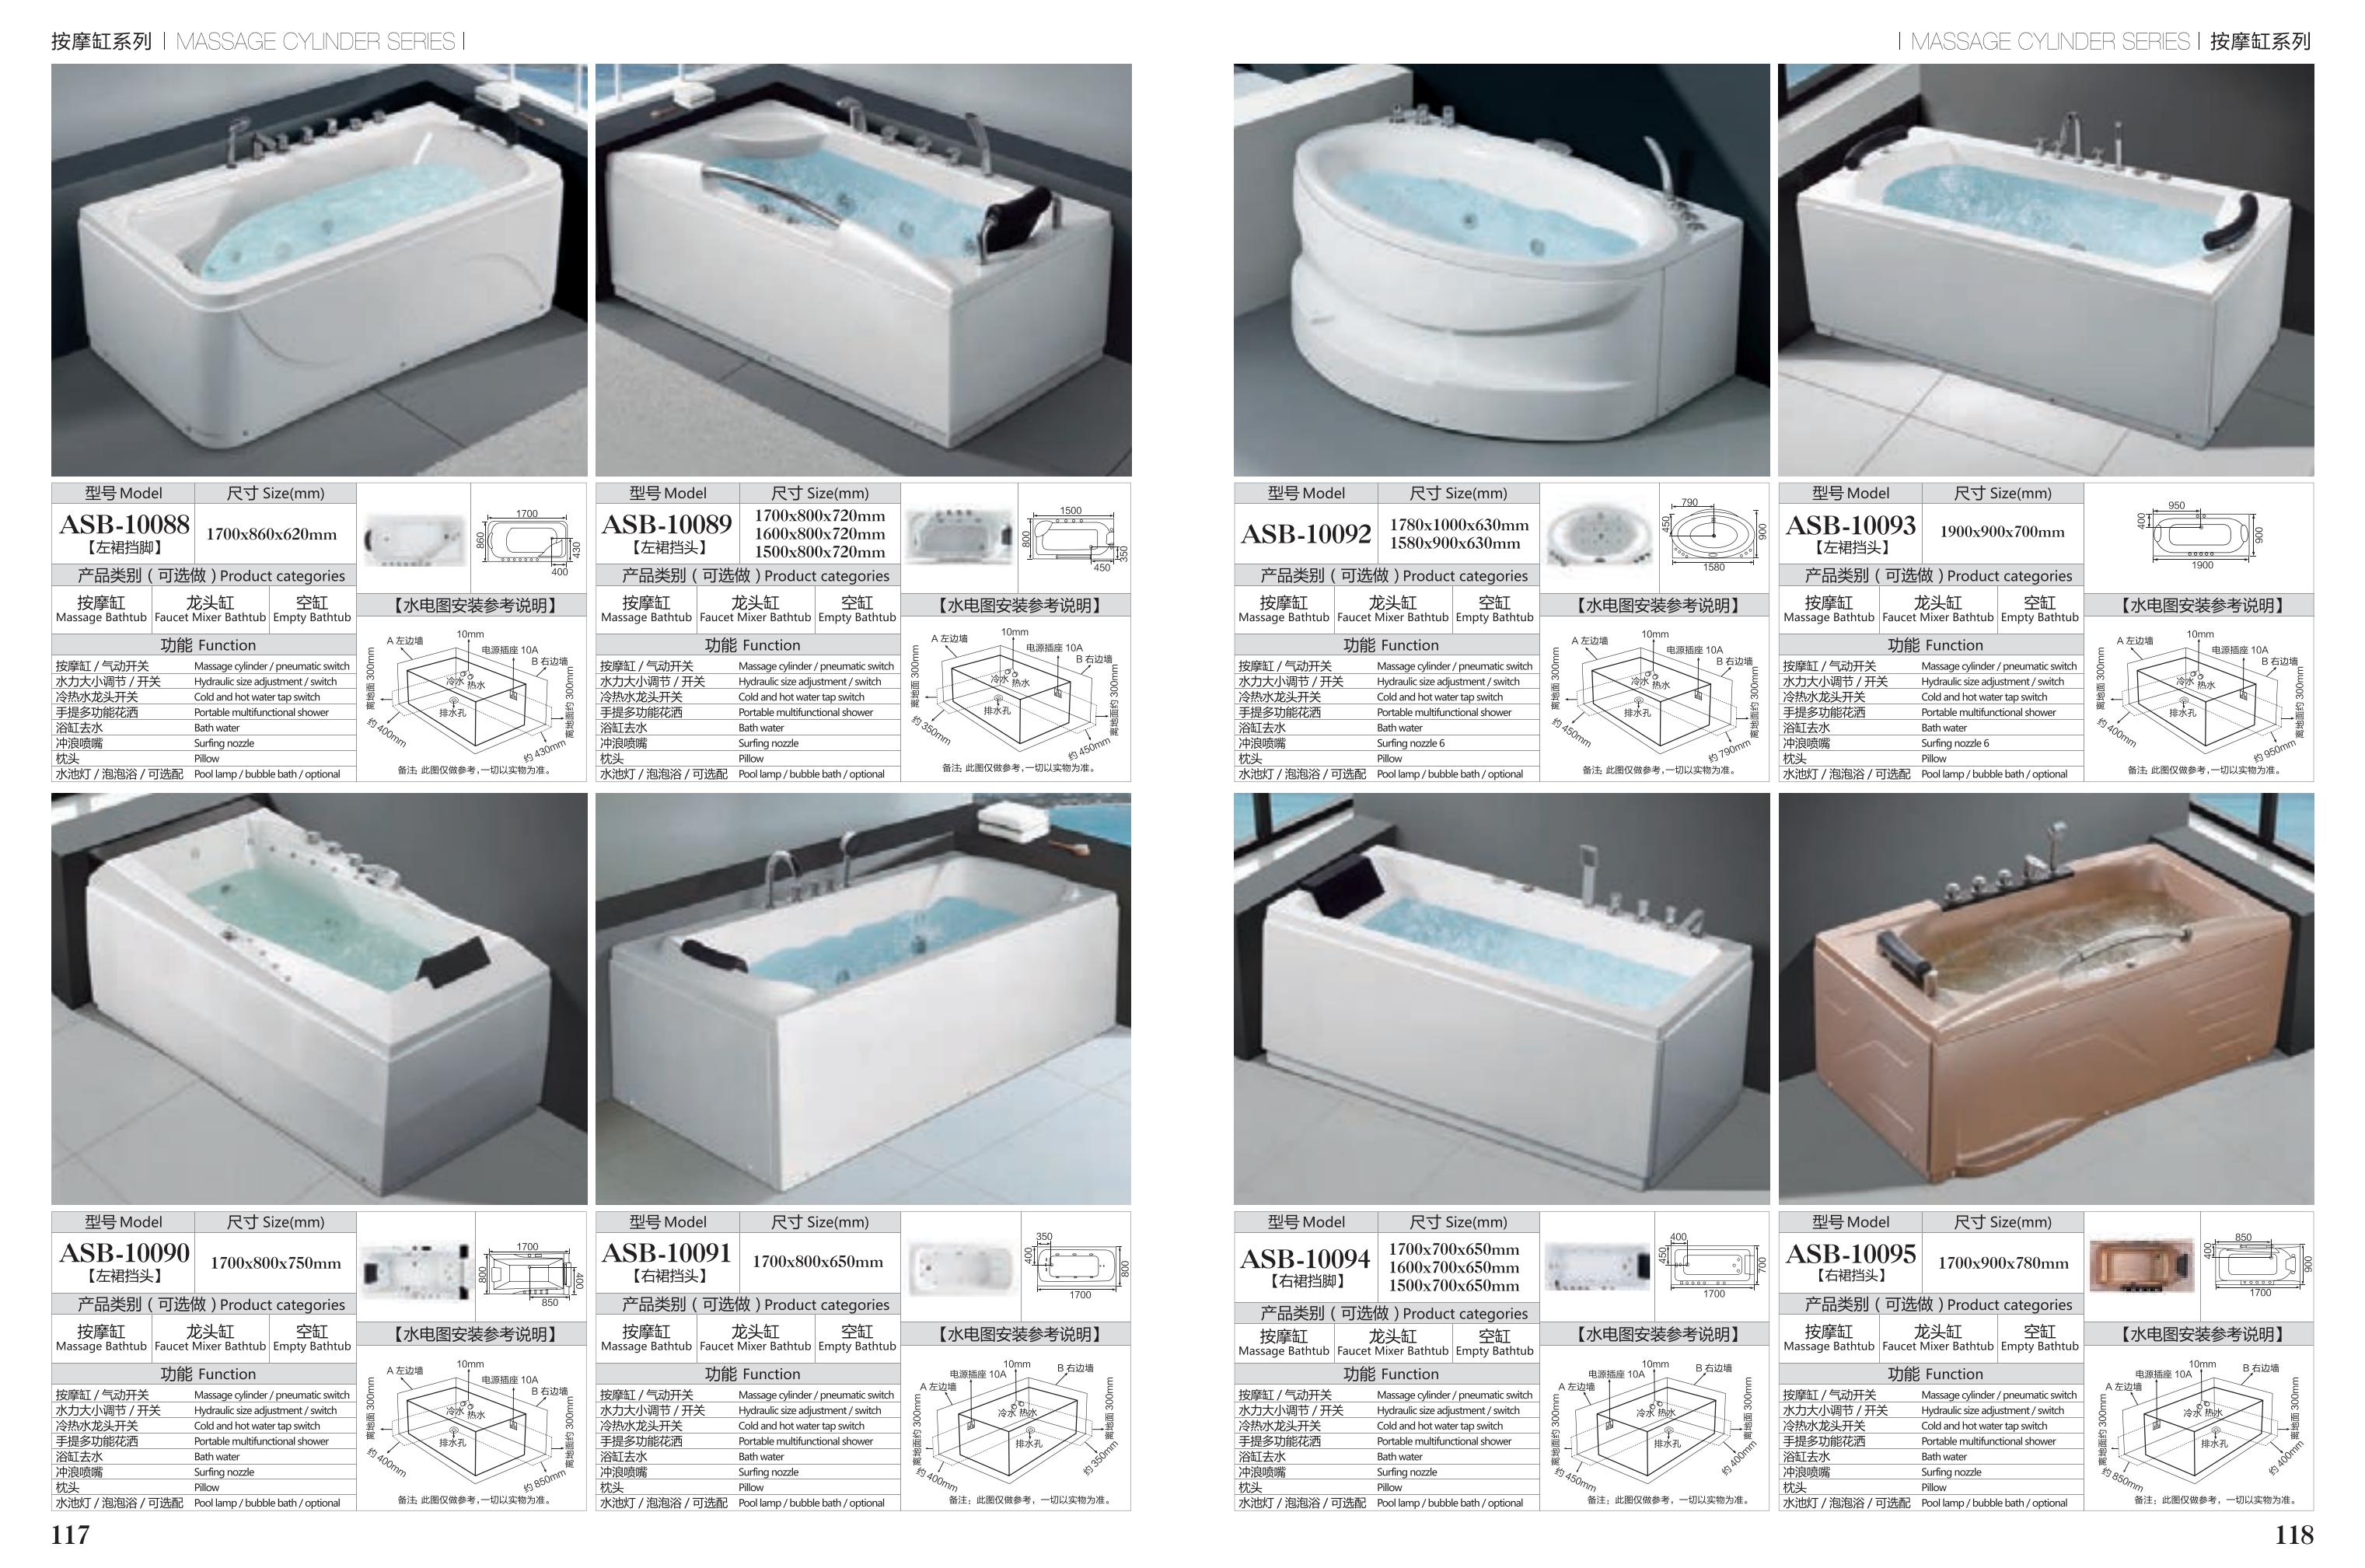 按摩缸系列 | MASSAGE CYLINDER SERIES |
| MASSAGE CYLINDER SERIES | 按摩缸系列
型号 Model 尺寸 Size(mm)
ASB-10088
【左裙挡脚】
1700x860x620mm
1700
860
430
400
产品类别 ( 可选做 ) Product categories
按摩缸 龙头缸 空缸
Massage Bathtub Faucet Mixer Bathtub Empty Bathtub
功能 Function
按摩缸 / 气动开关 Massage cylinder / pneumatic switch
水力大小调节 / 开关 Hydraulic size adjustment / switch
冷热水龙头开关 Cold and hot water tap switch
手提多功能花洒 Portable multifunctional shower
浴缸去水 Bath water
冲浪喷嘴 Surfing nozzle
枕头 Pillow
水池灯 / 泡泡浴 / 可选配 Pool lamp / bubble bath / optional
【水电图安装参考说明】
10mm
A 左边墙
电源插座 10A
B 右边墙
离地面 300mm
离地面约 300mm
冷水 热水
排水孔
约 400mm
约 430mm
备注: 此图仅做参考,一切以实物为准。
型号 Model 尺寸 Size(mm)
ASB-10089
【左裙挡头】
1700x800x720mm
1600x800x720mm
1500x800x720mm
1500
800
350
450
产品类别 ( 可选做 ) Product categories
按摩缸 龙头缸 空缸
Massage Bathtub Faucet Mixer Bathtub Empty Bathtub
功能 Function
按摩缸 / 气动开关 Massage cylinder / pneumatic switch
水力大小调节 / 开关 Hydraulic size adjustment / switch
冷热水龙头开关 Cold and hot water tap switch
手提多功能花洒 Portable multifunctional shower
浴缸去水 Bath water
冲浪喷嘴 Surfing nozzle
枕头 Pillow
水池灯 / 泡泡浴 / 可选配 Pool lamp / bubble bath / optional
【水电图安装参考说明】
10mm
A 左边墙
电源插座 10A
B 右边墙
离地面 300mm
离地面约 300mm
冷水 热水
排水孔
约 350mm
约 450mm
备注: 此图仅做参考,一切以实物为准。
型号 Model 尺寸 Size(mm)
ASB-10092
1780x1000x630mm
1580x900x630mm
790
450
900
1580
产品类别 ( 可选做 ) Product categories
按摩缸 龙头缸 空缸
Massage Bathtub Faucet Mixer Bathtub Empty Bathtub
功能 Function
按摩缸 / 气动开关 Massage cylinder / pneumatic switch
水力大小调节 / 开关 Hydraulic size adjustment / switch
冷热水龙头开关 Cold and hot water tap switch
手提多功能花洒 Portable multifunctional shower
浴缸去水 Bath water
冲浪喷嘴 Surfing nozzle 6
枕头 Pillow
水池灯 / 泡泡浴 / 可选配 Pool lamp / bubble bath / optional
【水电图安装参考说明】
10mm
A 左边墙
电源插座 10A
B 右边墙
离地面 300mm
离地面约 300mm
冷水 热水
排水孔
约 450mm
约 790mm
备注: 此图仅做参考,一切以实物为准。
型号 Model 尺寸 Size(mm)
ASB-10093
【左裙挡头】
1900x900x700mm
950
400
900
1900
产品类别 ( 可选做 ) Product categories
按摩缸 龙头缸 空缸
Massage Bathtub Faucet Mixer Bathtub Empty Bathtub
功能 Function
按摩缸 / 气动开关 Massage cylinder / pneumatic switch
水力大小调节 / 开关 Hydraulic size adjustment / switch
冷热水龙头开关 Cold and hot water tap switch
手提多功能花洒 Portable multifunctional shower
浴缸去水 Bath water
冲浪喷嘴 Surfing nozzle 6
枕头 Pillow
水池灯 / 泡泡浴 / 可选配 Pool lamp / bubble bath / optional
【水电图安装参考说明】
10mm
A 左边墙
电源插座 10A
B 右边墙
离地面 300mm
离地面约 300mm
冷水 热水
排水孔
约 400mm
约 950mm
备注: 此图仅做参考,一切以实物为准。
型号 Model 尺寸 Size(mm)
ASB-10090
【左裙挡头】
1700x800x750mm
1700
800
400
850
产品类别 ( 可选做 ) Product categories
按摩缸 龙头缸 空缸
Massage Bathtub Faucet Mixer Bathtub Empty Bathtub
功能 Function
按摩缸 / 气动开关 Massage cylinder / pneumatic switch
水力大小调节 / 开关 Hydraulic size adjustment / switch
冷热水龙头开关 Cold and hot water tap switch
手提多功能花洒 Portable multifunctional shower
浴缸去水 Bath water
冲浪喷嘴 Surfing nozzle
枕头 Pillow
水池灯 / 泡泡浴 / 可选配 Pool lamp / bubble bath / optional
【水电图安装参考说明】
10mm
A 左边墙
电源插座 10A
B 右边墙
离地面 300mm
离地面约 300mm
冷水 热水
排水孔
约 400mm
约 850mm
备注: 此图仅做参考,一切以实物为准。
型号 Model 尺寸 Size(mm)
ASB-10091
【右裙挡头】
1700x800x650mm
350
400
800
1700
产品类别 ( 可选做 ) Product categories
按摩缸 龙头缸 空缸
Massage Bathtub Faucet Mixer Bathtub Empty Bathtub
功能 Function
按摩缸 / 气动开关 Massage cylinder / pneumatic switch
水力大小调节 / 开关 Hydraulic size adjustment / switch
冷热水龙头开关 Cold and hot water tap switch
手提多功能花洒 Portable multifunctional shower
浴缸去水 Bath water
冲浪喷嘴 Surfing nozzle
枕头 Pillow
水池灯 / 泡泡浴 / 可选配 Pool lamp / bubble bath / optional
【水电图安装参考说明】
10mm
B 右边墙
电源插座 10A
A 左边墙
离地面约 300mm
离地面 300mm
冷水 热水
排水孔
约 400mm
约 350mm
备注：此图仅做参考，一切以实物为准。
型号 Model 尺寸 Size(mm)
ASB-10094
【右裙挡脚】
1700x700x650mm
1600x700x650mm
1500x700x650mm
400
450
700
1700
产品类别 ( 可选做 ) Product categories
按摩缸 龙头缸 空缸
Massage Bathtub Faucet Mixer Bathtub Empty Bathtub
功能 Function
按摩缸 / 气动开关 Massage cylinder / pneumatic switch
水力大小调节 / 开关 Hydraulic size adjustment / switch
冷热水龙头开关 Cold and hot water tap switch
手提多功能花洒 Portable multifunctional shower
浴缸去水 Bath water
冲浪喷嘴 Surfing nozzle
枕头 Pillow
水池灯 / 泡泡浴 / 可选配 Pool lamp / bubble bath / optional
【水电图安装参考说明】
10mm
B 右边墙
电源插座 10A
A 左边墙
离地面约 300mm
离地面 300mm
冷水 热水
排水孔
约 450mm
约 400mm
备注：此图仅做参考，一切以实物为准。
型号 Model 尺寸 Size(mm)
ASB-10095
【右裙挡头】
1700x900x780mm
850
400
900
1700
产品类别 ( 可选做 ) Product categories
按摩缸 龙头缸 空缸
Massage Bathtub Faucet Mixer Bathtub Empty Bathtub
功能 Function
按摩缸 / 气动开关 Massage cylinder / pneumatic switch
水力大小调节 / 开关 Hydraulic size adjustment / switch
冷热水龙头开关 Cold and hot water tap switch
手提多功能花洒 Portable multifunctional shower
浴缸去水 Bath water
冲浪喷嘴 Surfing nozzle
枕头 Pillow
水池灯 / 泡泡浴 / 可选配 Pool lamp / bubble bath / optional
【水电图安装参考说明】
10mm
B 右边墙
电源插座 10A
A 左边墙
离地面约 300mm
离地面 300mm
冷水 热水
排水孔
约 850mm
约 400mm
备注：此图仅做参考，一切以实物为准。
117
118